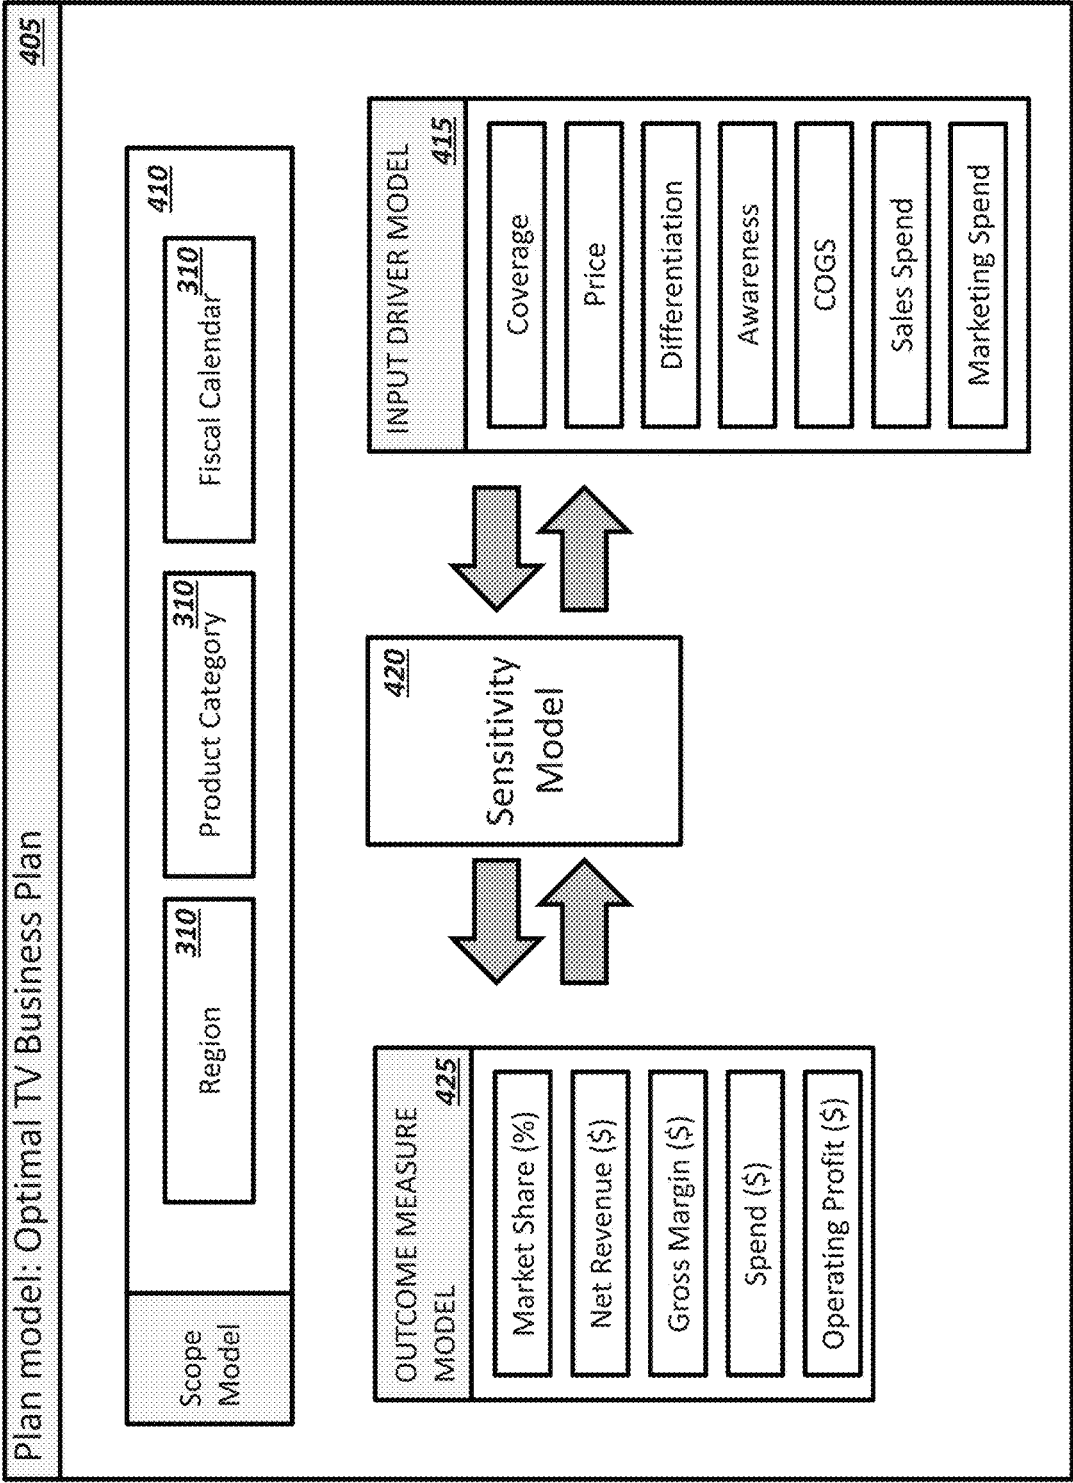 Plan model: Optimal TV Business Plan
405
Scope
Model
410
Region
310
Product Category
310
Fiscal Calendar
310
OUTCOME MEASURE
MODEL
425
Market Share (%)
Net Revenue ($)
Gross Margin ($)
Spend ($)
Operating Profit ($)
420
Sensitivity
Model
INPUT DRIVER MODEL
415
Coverage
Price
Differentiation
Awareness
COGS
Sales Spend
Marketing Spend